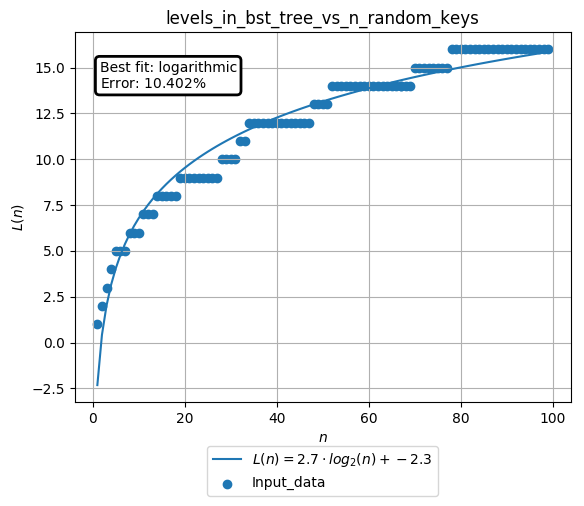 levels_in_bst_tree_vs_n_random_keys
Best fit: logarithmic
Error: 10.402%
15.0
12.5
10.0
7.5
5.0
2.5
0.0
−2.5
L(n)
0 20 40 60 80 100
n
L(n) = 2.7 · log₂(n) + −2.3
Input_data